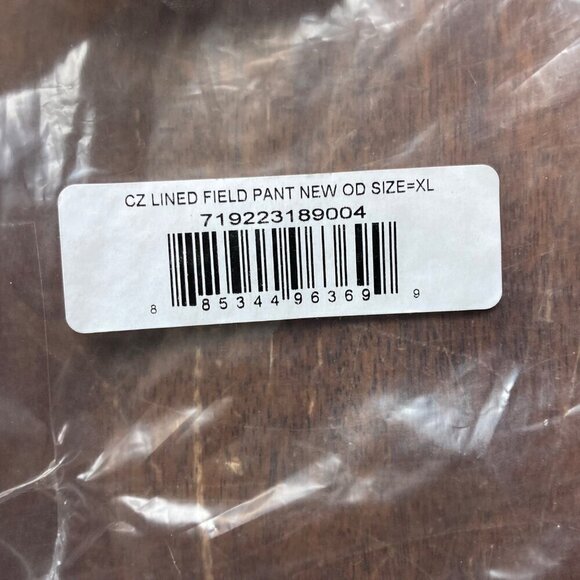 CZ LINED FIELD PANT NEW OD SIZE=XL
719223189004
8 85344 96369 9